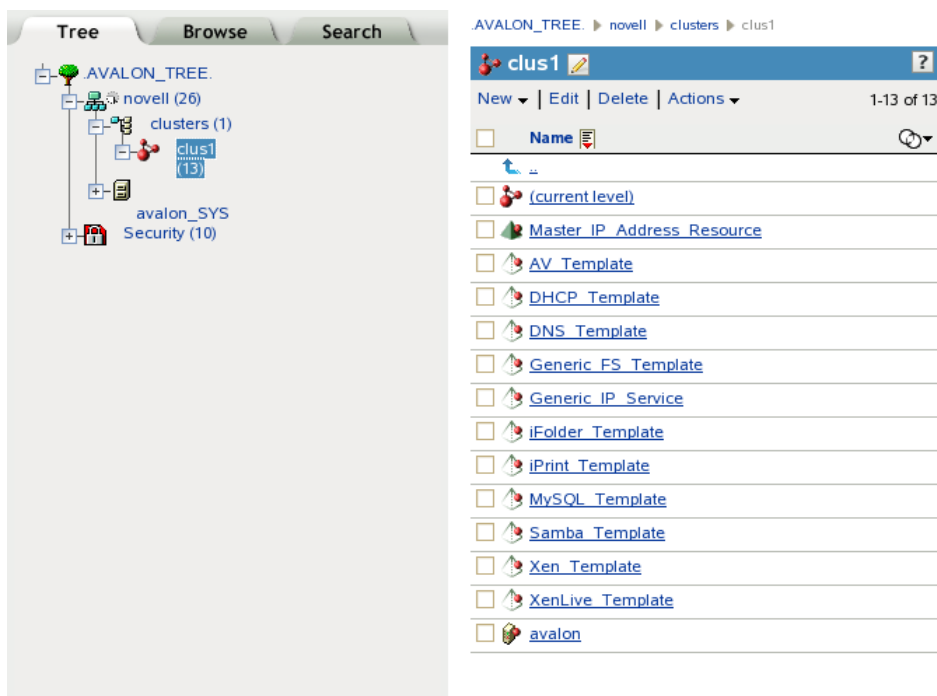 Tree Browse Search
.AVALON_TREE.
novell (26)
clusters (1)
clus1
(13)
avalon_SYS
Security (10)
.AVALON_TREE. novell clusters clus1
clus1 ?
New | Edit | Delete | Actions 1-13 of 13
Name
..
(current level)
Master_IP_Address_Resource
AV_Template
DHCP_Template
DNS_Template
Generic_FS_Template
Generic_IP_Service
iFolder_Template
iPrint_Template
MySQL_Template
Samba_Template
Xen_Template
XenLive_Template
avalon